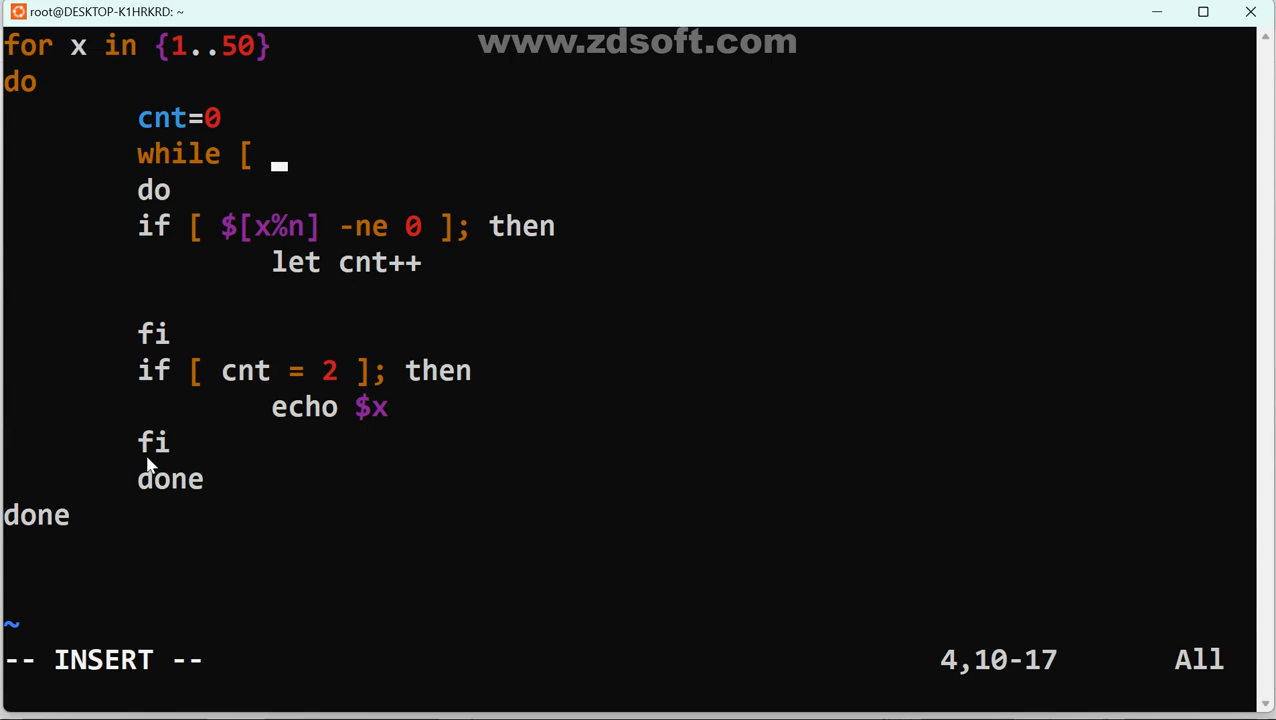 root@DESKTOP-K1HRKRD: ~
www.zdsoft.com
for x in {1..50}
do
        cnt=0
        while [
        do
        if [ $[x%n] -ne 0 ]; then
                let cnt++

        fi
        if [ cnt = 2 ]; then
                echo $x
        fi
        done
done
~
-- INSERT --                                            4,10-17       All